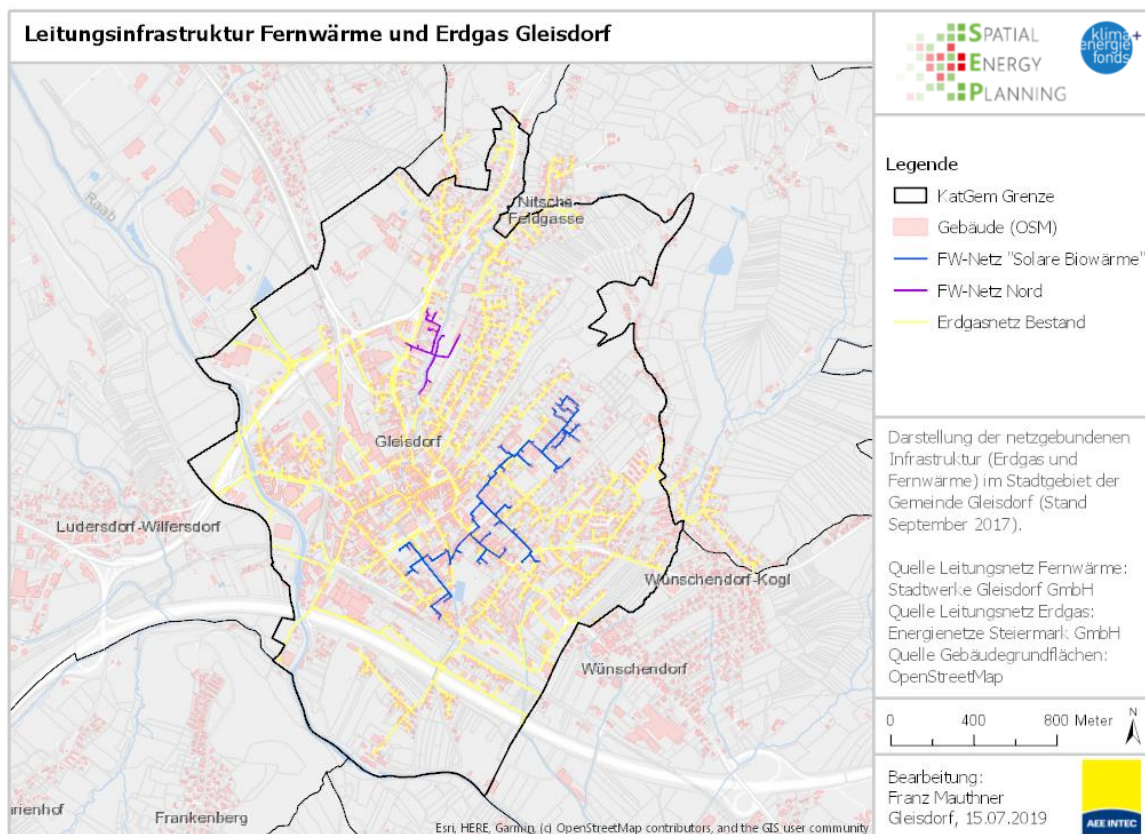 Leitungsinfrastruktur Fernwärme und Erdgas Gleisdorf
SPATIAL
ENERGY
PLANNING
klima+
energie
fonds
Legende
KatGem Grenze
Gebäude (OSM)
FW-Netz "Solare Biowärme"
FW-Netz Nord
Erdgasnetz Bestand
Raab
Nitscha-
Feldgasse
Gleisdorf
Ludersdorf-Wilfersdorf
Wünschendorf-Kogl
Wünschendorf
Frankenberg
arienhof
Esri, HERE, Garmin, (c) OpenStreetMap contributors, and the GIS user community
Darstellung der netzgebundenen
Infrastruktur (Erdgas und
Fernwärme) im Stadtgebiet der
Gemeinde Gleisdorf (Stand
September 2017).
Quelle Leitungsnetz Fernwärme:
Stadtwerke Gleisdorf GmbH
Quelle Leitungsnetz Erdgas:
Energienetze Steiermark GmbH
Quelle Gebäudegrundflächen:
OpenStreetMap
0 400 800 Meter
N
Bearbeitung:
Franz Mauthner
Gleisdorf, 15.07.2019
AEE INTEC